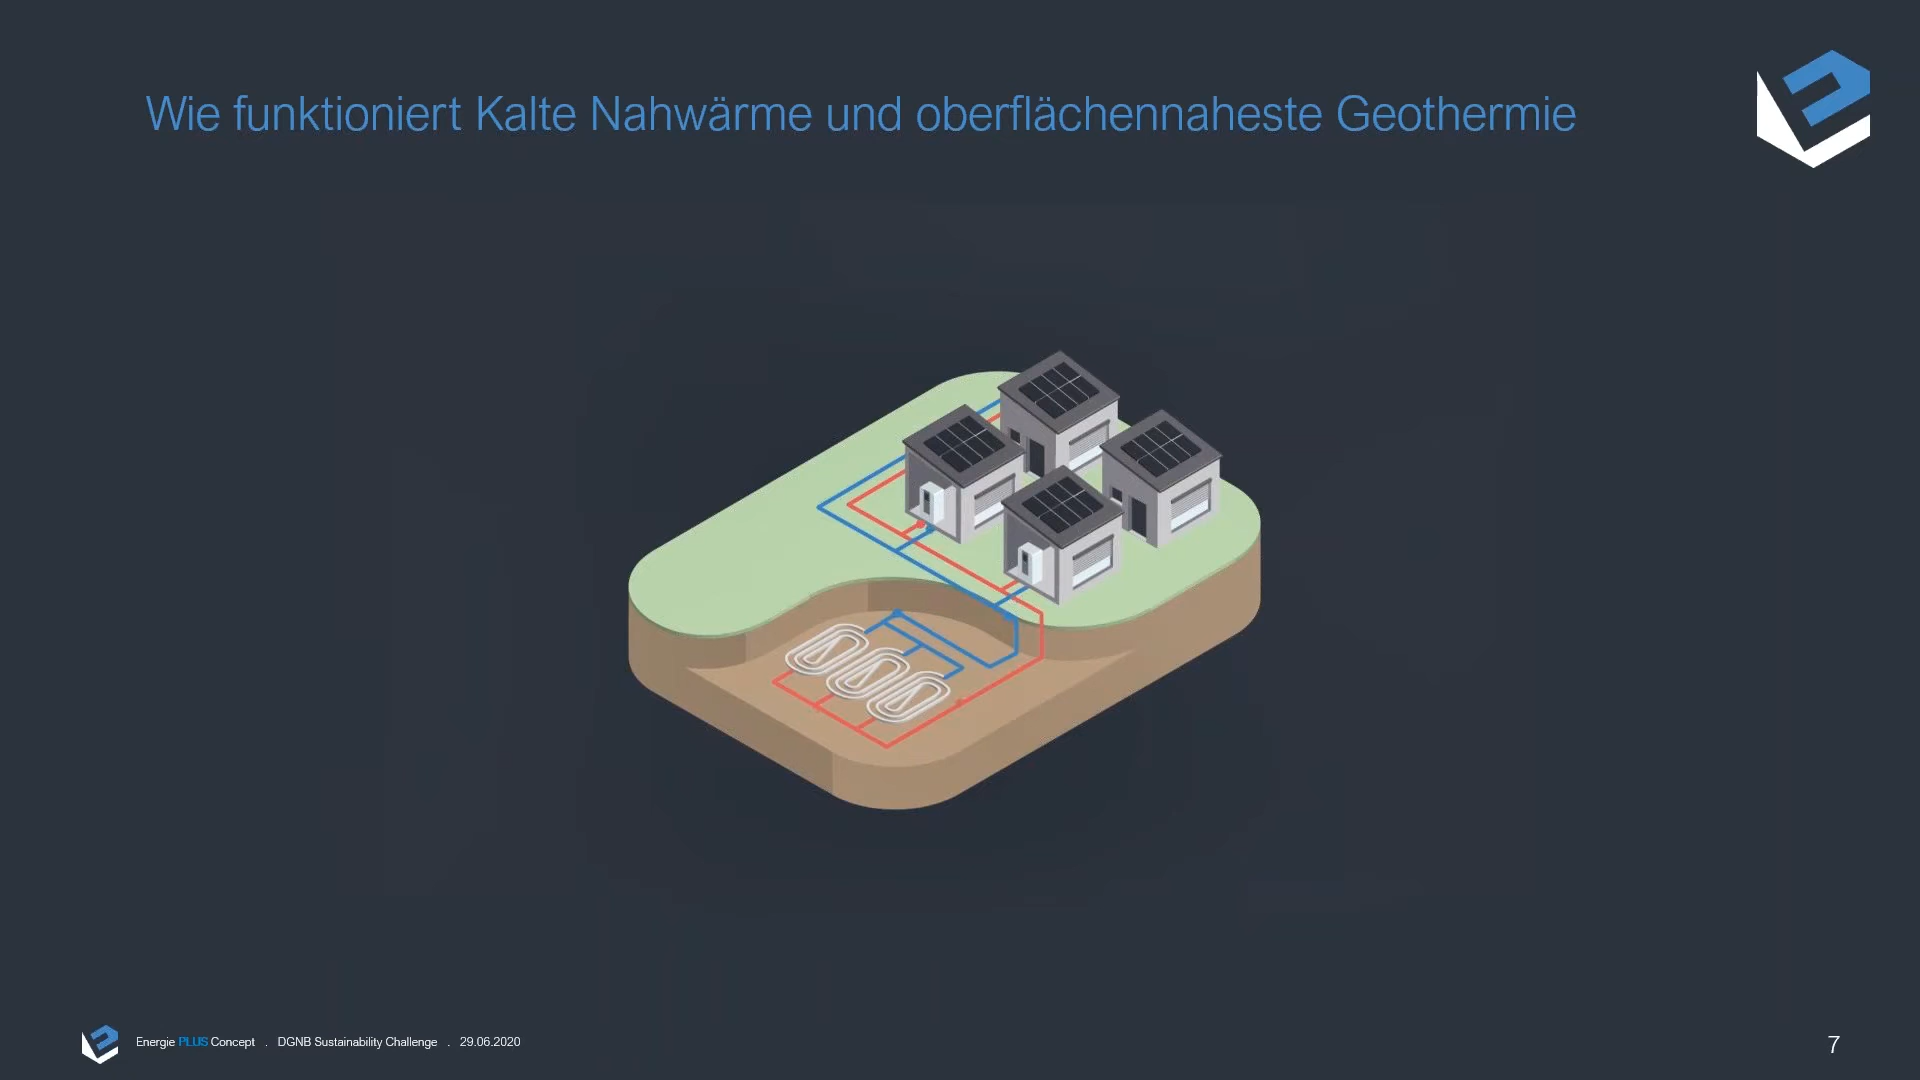 Wie funktioniert Kalte Nahwärme und oberflächennaheste Geothermie
Energie PLUS Concept . DGNB Sustainability Challenge . 29.06.2020
7